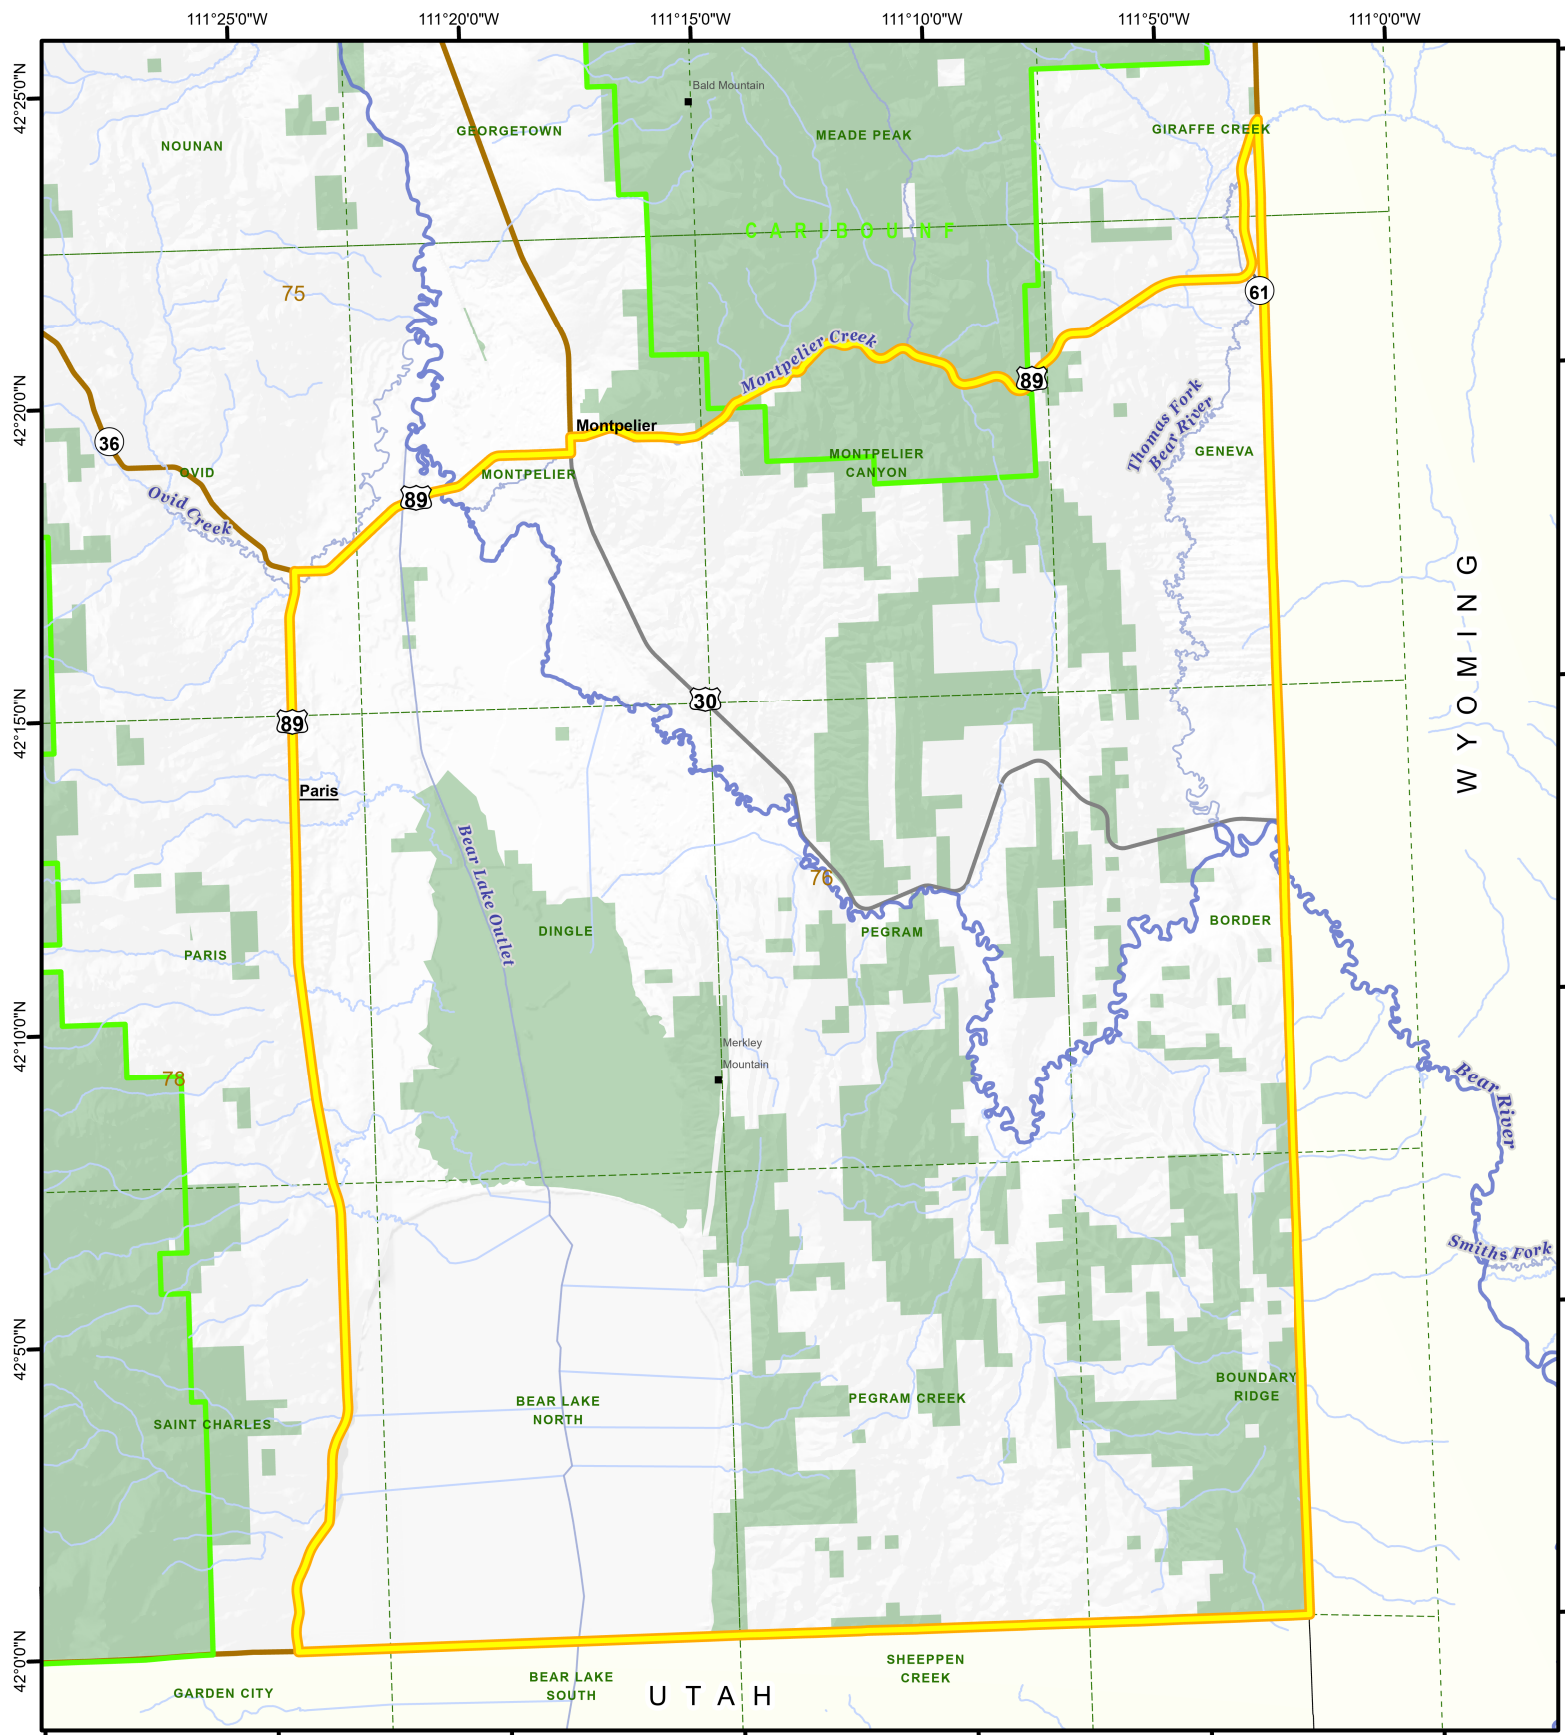 111°25'0"W
111°20'0"W
111°15'0"W
111°10'0"W
111°5'0"W
111°0'0"W
42°25'0"N
42°20'0"N
42°15'0"N
42°10'0"N
42°5'0"N
42°0'0"N
Bald Mountain
NOUNAN
GEORGETOWN
MEADE PEAK
GIRAFFE CREEK
CARIBOU NF
75
61
Montpelier Creek
89
36
Montpelier
Thomas Fork
Bear River
OVID
MONTPELIER
MONTPELIER
CANYON
GENEVA
Ovid Creek
89
WYOMING
30
89
Paris
Bear Lake Outlet
76
DINGLE
PEGRAM
BORDER
PARIS
Merkley
Mountain
78
Bear River
Smiths Fork
SAINT CHARLES
BEAR LAKE
NORTH
PEGRAM CREEK
BOUNDARY
RIDGE
GARDEN CITY
BEAR LAKE
SOUTH
UTAH
SHEEPPEN
CREEK